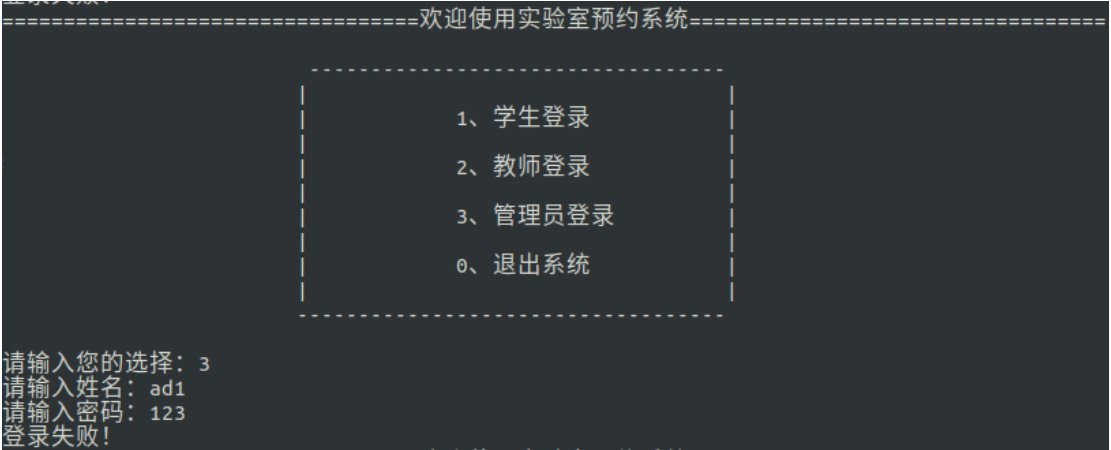 =================================欢迎使用实验室预约系统=================================
----------------------------------
1、学生登录
2、教师登录
3、管理员登录
0、退出系统
-----------------------------------
请输入您的选择：3
请输入姓名：ad1
请输入密码：123
登录失败！